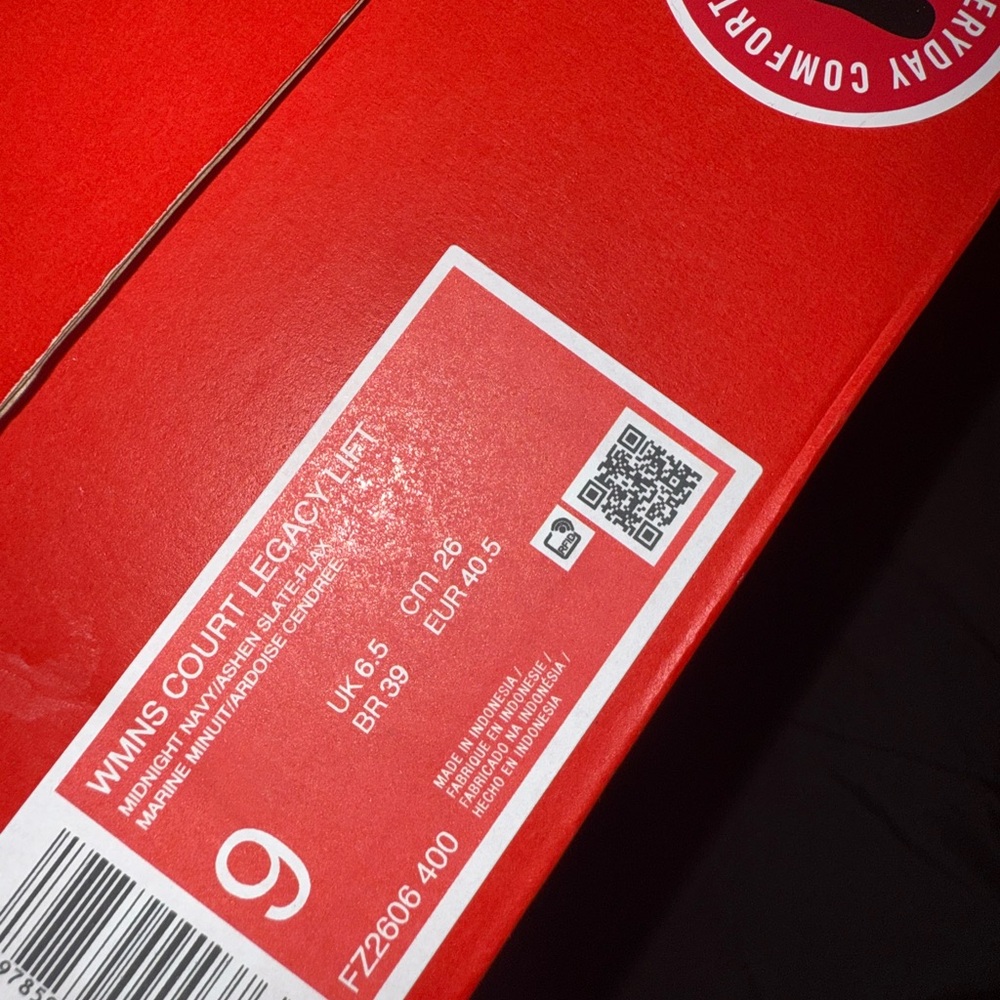 EVERYDAY COMFORT
WMNS COURT LEGACY LIFT
MIDNIGHT NAVY/ASHEN SLATE-FLAX
MARINE MINUIT/ARDOISE CENDREE
UK 6.5 cm 26
BR 39 EUR 40.5
RFID
MADE IN INDONESIA /
FABRIQUE EN INDONESIE /
FABRICADO NA INDONESIA /
HECHO EN INDONESIA
9
FZ2606 400